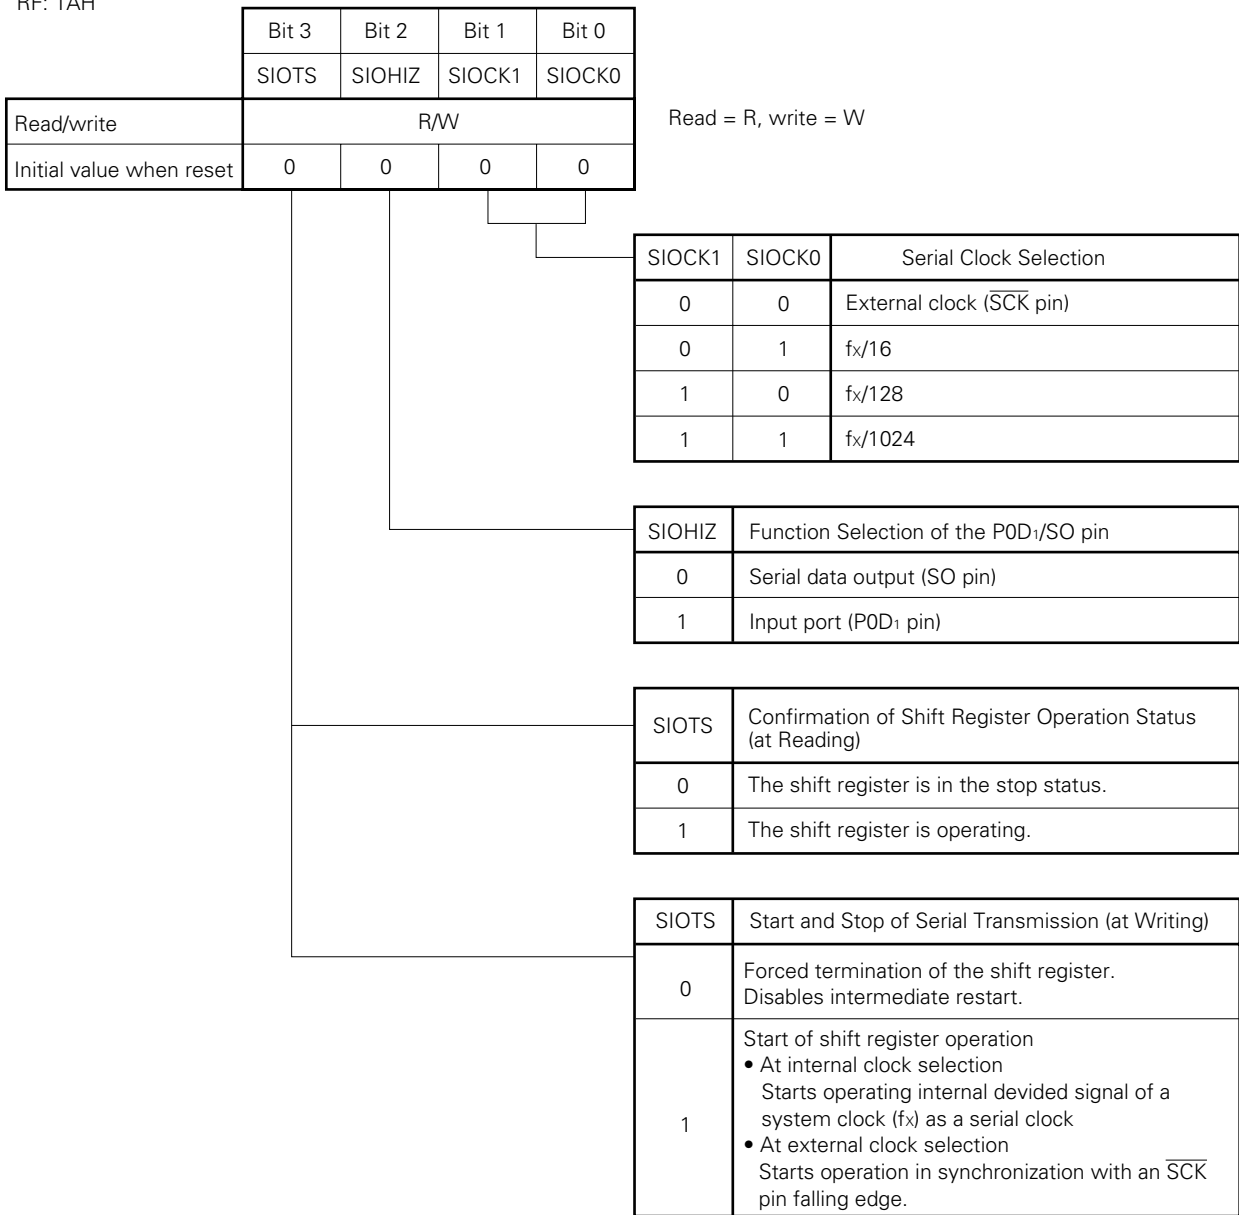 RF: 1AH
Bit 3 Bit 2 Bit 1 Bit 0
SIOTS SIOHIZ SIOCK1 SIOCK0
Read/write R/W
Read = R, write = W
Initial value when reset 0 0 0 0
SIOCK1 SIOCK0 Serial Clock Selection
0 0 External clock (S̅C̅K̅ pin)
0 1 fX/16
1 0 fX/128
1 1 fX/1024
SIOHIZ Function Selection of the P0D1/SO pin
0 Serial data output (SO pin)
1 Input port (P0D1 pin)
SIOTS Confirmation of Shift Register Operation Status
(at Reading)
0 The shift register is in the stop status.
1 The shift register is operating.
SIOTS Start and Stop of Serial Transmission (at Writing)
0 Forced termination of the shift register.
Disables intermediate restart.
1 Start of shift register operation
• At internal clock selection
Starts operating internal devided signal of a
system clock (fX) as a serial clock
• At external clock selection
Starts operation in synchronization with an S̅C̅K̅
pin falling edge.